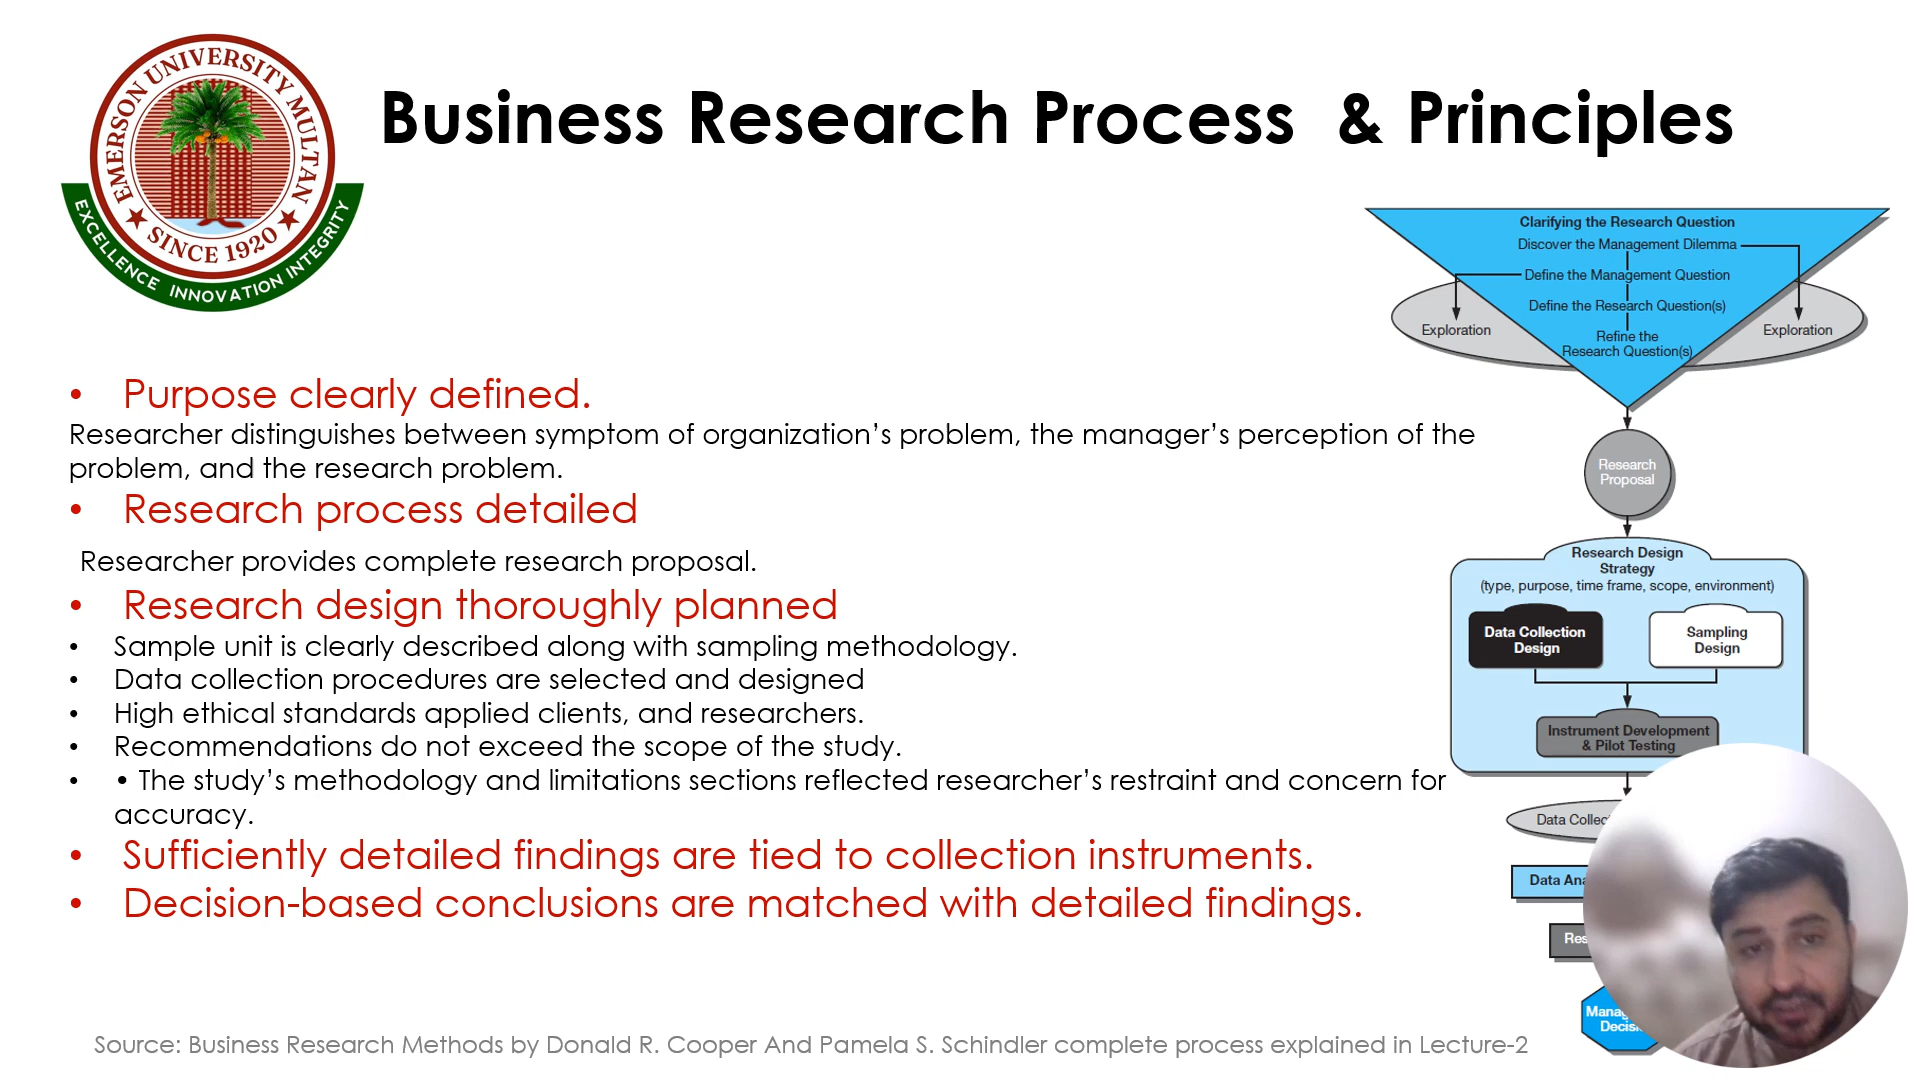 EMERSON UNIVERSITY MULTAN
SINCE 1920
EXCELLENCE INNOVATION INTEGRITY
Business Research Process & Principles
• Purpose clearly defined.
Researcher distinguishes between symptom of organization’s problem, the manager’s perception of the
problem, and the research problem.
• Research process detailed
Researcher provides complete research proposal.
• Research design thoroughly planned
• Sample unit is clearly described along with sampling methodology.
• Data collection procedures are selected and designed
• High ethical standards applied clients, and researchers.
• Recommendations do not exceed the scope of the study.
• • The study’s methodology and limitations sections reflected researcher’s restraint and concern for
accuracy.
• Sufficiently detailed findings are tied to collection instruments.
• Decision-based conclusions are matched with detailed findings.
Clarifying the Research Question
Discover the Management Dilemma
Define the Management Question
Define the Research Question(s)
Exploration
Refine the
Research Question(s)
Exploration
Research
Proposal
Research Design
Strategy
(type, purpose, time frame, scope, environment)
Data Collection
Design
Sampling
Design
Instrument Development
& Pilot Testing
Data
Data
Source: Business Research Methods by Donald R. Cooper And Pamela S. Schindler complete process explained in Lecture-2